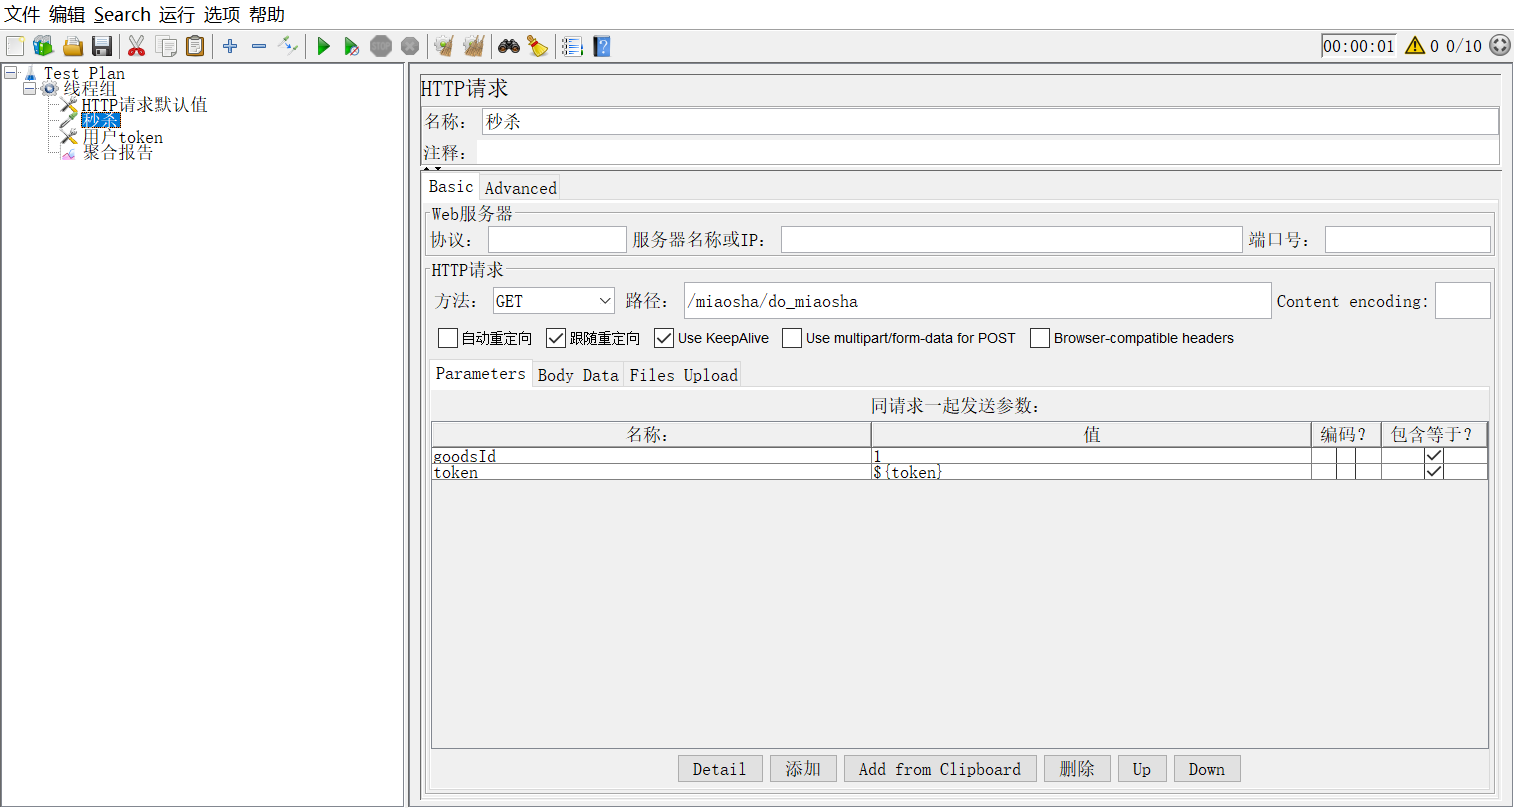 文件 编辑 Search 运行 选项 帮助
STOP
00:00:01 0 0/10
Test Plan
线程组
HTTP请求默认值
秒杀
用户token
聚合报告
HTTP请求
名称： 秒杀
注释：
Basic Advanced
Web服务器
协议： 服务器名称或IP： 端口号：
HTTP请求
方法： GET 路径： /miaosha/do_miaosha Content encoding:
自动重定向 跟随重定向 Use KeepAlive Use multipart/form-data for POST Browser-compatible headers
Parameters Body Data Files Upload
同请求一起发送参数：
名称： 值 编码？ 包含等于？
goodsId 1
token ${token}
Detail 添加 Add from Clipboard 删除 Up Down